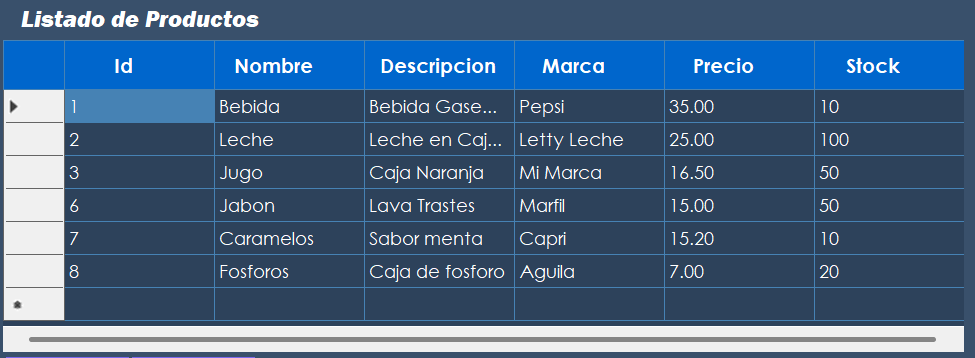 Listado de Productos
Id Nombre Descripcion Marca Precio Stock
1 Bebida Bebida Gase... Pepsi 35.00 10
2 Leche Leche en Caj... Letty Leche 25.00 100
3 Jugo Caja Naranja Mi Marca 16.50 50
6 Jabon Lava Trastes Marfil 15.00 50
7 Caramelos Sabor menta Capri 15.20 10
8 Fosforos Caja de fosforo Aguila 7.00 20